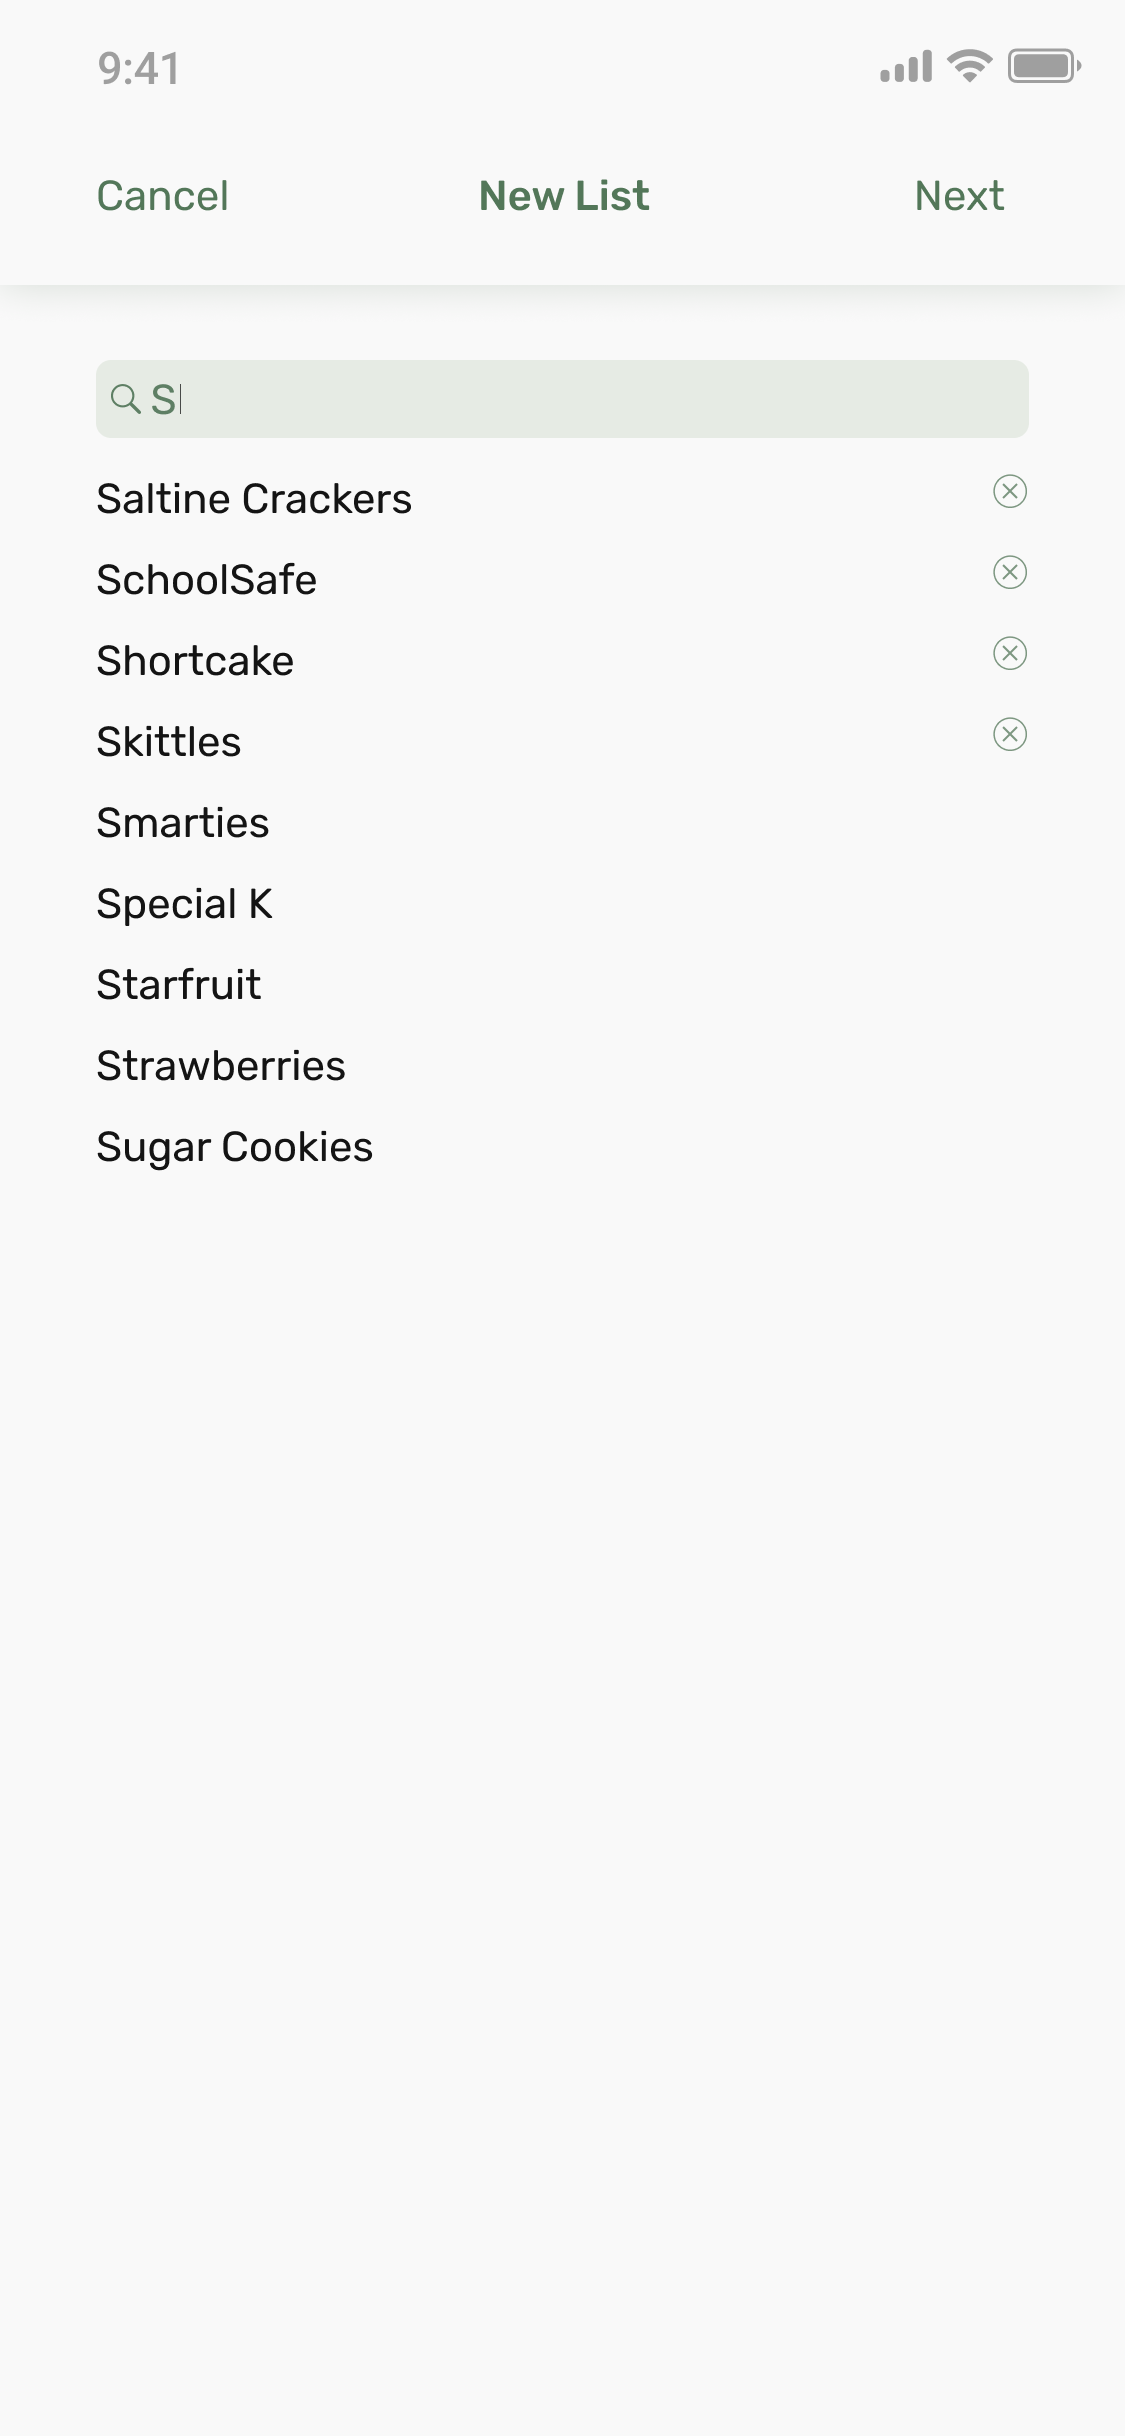 9:41
Cancel New List Next
S
Saltine Crackers
SchoolSafe
Shortcake
Skittles
Smarties
Special K
Starfruit
Strawberries
Sugar Cookies